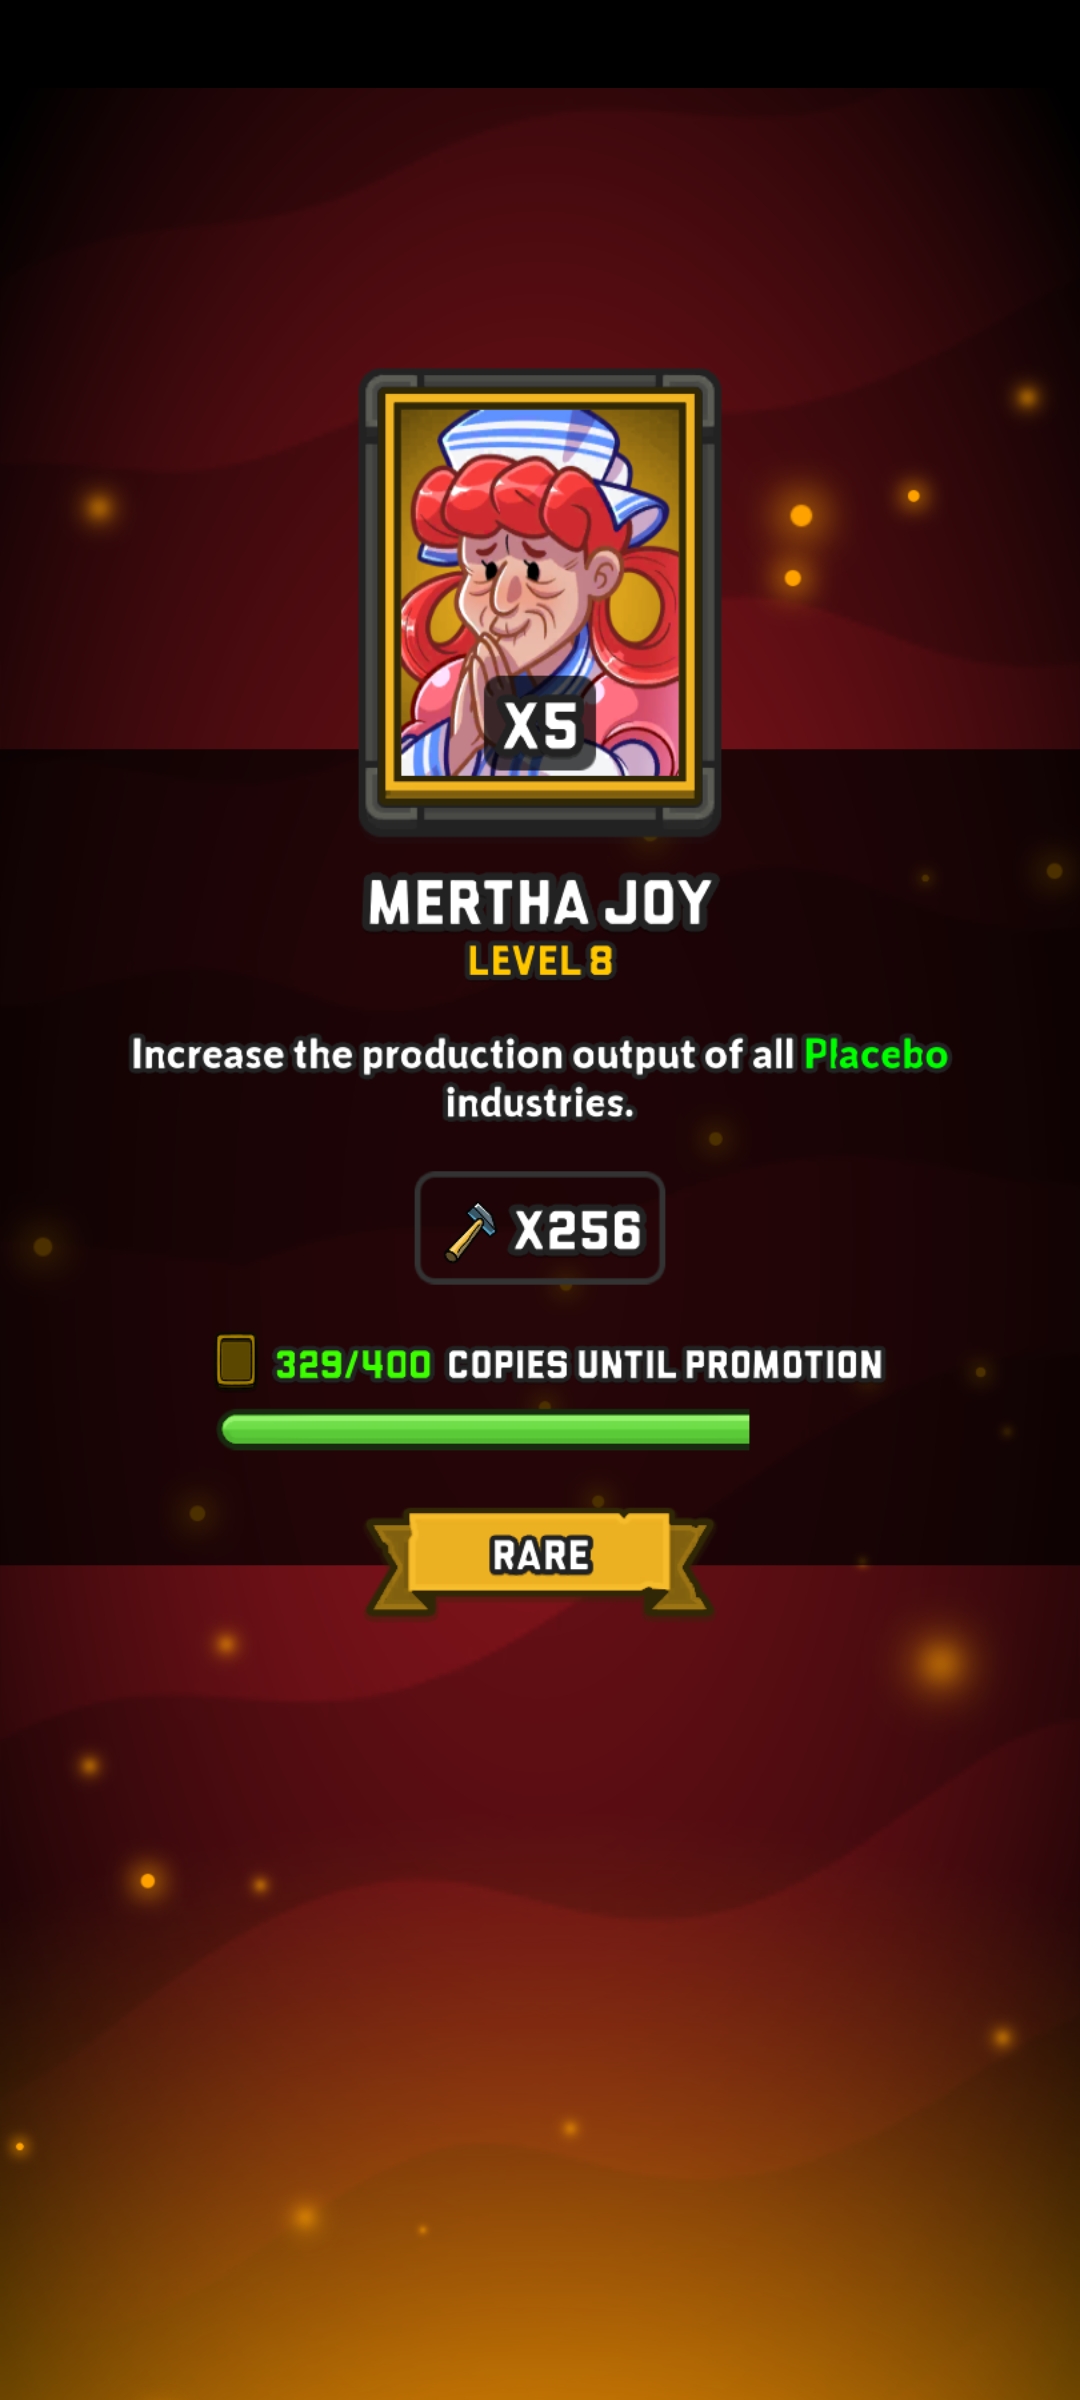 X5
MERTHA JOY
LEVEL 8
Increase the production output of all Placebo
industries.
X256
329/400 COPIES UNTIL PROMOTION
RARE